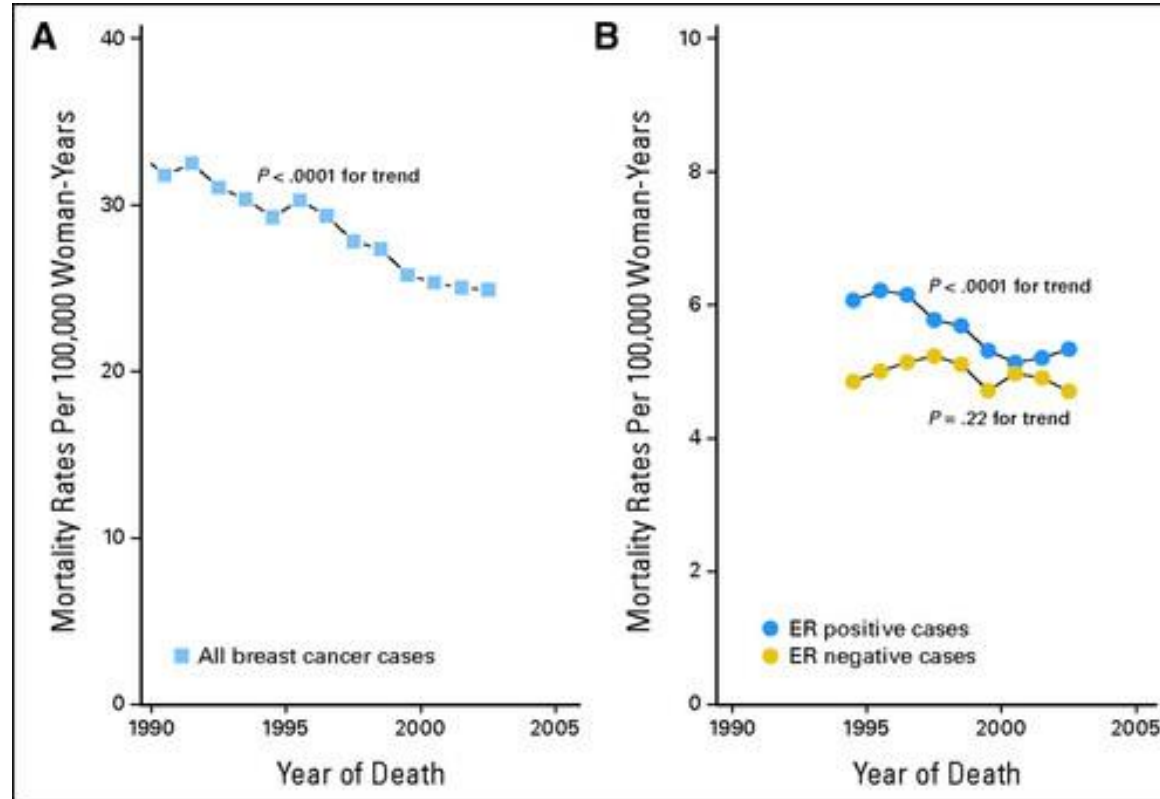 A
Mortality Rates Per 100,000 Woman-Years
40
30
20
10
0
P < .0001 for trend
All breast cancer cases
1990 1995 2000 2005
Year of Death
B
Mortality Rates Per 100,000 Woman-Years
10
8
6
4
2
0
P < .0001 for trend
P = .22 for trend
ER positive cases
ER negative cases
1990 1995 2000 2005
Year of Death